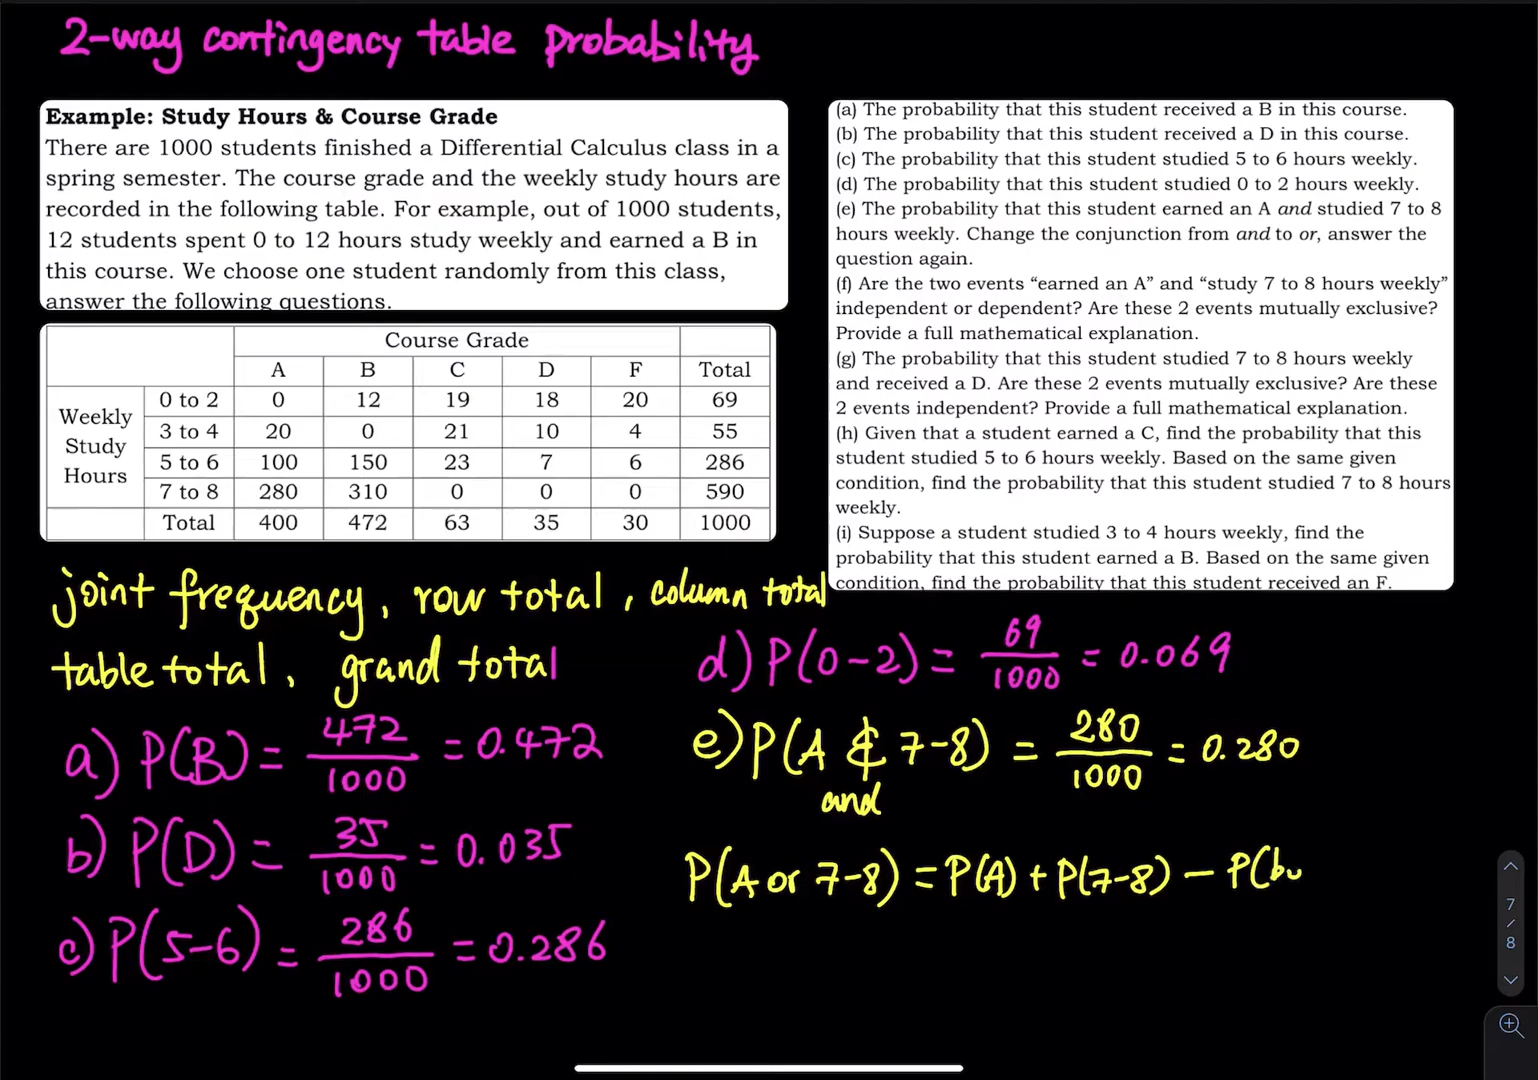 2-way contingency table probability
Example: Study Hours & Course Grade
There are 1000 students finished a Differential Calculus class in a
spring semester. The course grade and the weekly study hours are
recorded in the following table. For example, out of 1000 students,
12 students spent 0 to 12 hours study weekly and earned a B in
this course. We choose one student randomly from this class,
answer the following questions.
Course Grade
A B C D F Total
Weekly Study Hours
0 to 2 0 12 19 18 20 69
3 to 4 20 0 21 10 4 55
5 to 6 100 150 23 7 6 286
7 to 8 280 310 0 0 0 590
Total 400 472 63 35 30 1000
(a) The probability that this student received a B in this course.
(b) The probability that this student received a D in this course.
(c) The probability that this student studied 5 to 6 hours weekly.
(d) The probability that this student studied 0 to 2 hours weekly.
(e) The probability that this student earned an A and studied 7 to 8
hours weekly. Change the conjunction from and to or, answer the
question again.
(f) Are the two events “earned an A” and “study 7 to 8 hours weekly”
independent or dependent? Are these 2 events mutually exclusive?
Provide a full mathematical explanation.
(g) The probability that this student studied 7 to 8 hours weekly
and received a D. Are these 2 events mutually exclusive? Are these
2 events independent? Provide a full mathematical explanation.
(h) Given that a student earned a C, find the probability that this
student studied 5 to 6 hours weekly. Based on the same given
condition, find the probability that this student studied 7 to 8 hours
weekly.
(i) Suppose a student studied 3 to 4 hours weekly, find the
probability that this student earned a B. Based on the same given
condition, find the probability that this student received an F.
joint frequency, row total, column total
table total, grand total
a) P(B) = 472/1000 = 0.472
b) P(D) = 35/1000 = 0.035
c) P(5-6) = 286/1000 = 0.286
d) P(0-2) = 69/1000 = 0.069
e) P(A & 7-8) = 280/1000 = 0.280
and
P(A or 7-8) = P(A) + P(7-8) - P(bo
7
/
8